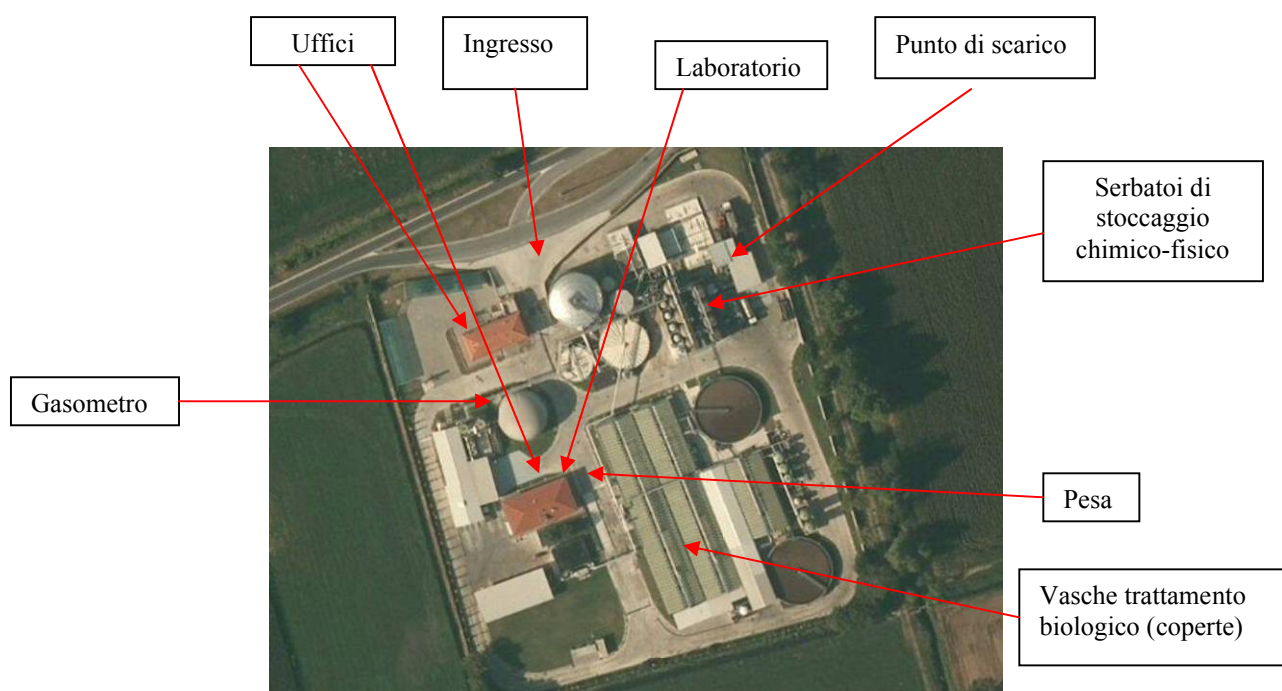 Uffici
Ingresso
Laboratorio
Punto di scarico
Serbatoi di
stoccaggio
chimico-fisico
Gasometro
Pesa
Vasche trattamento
biologico (coperte)